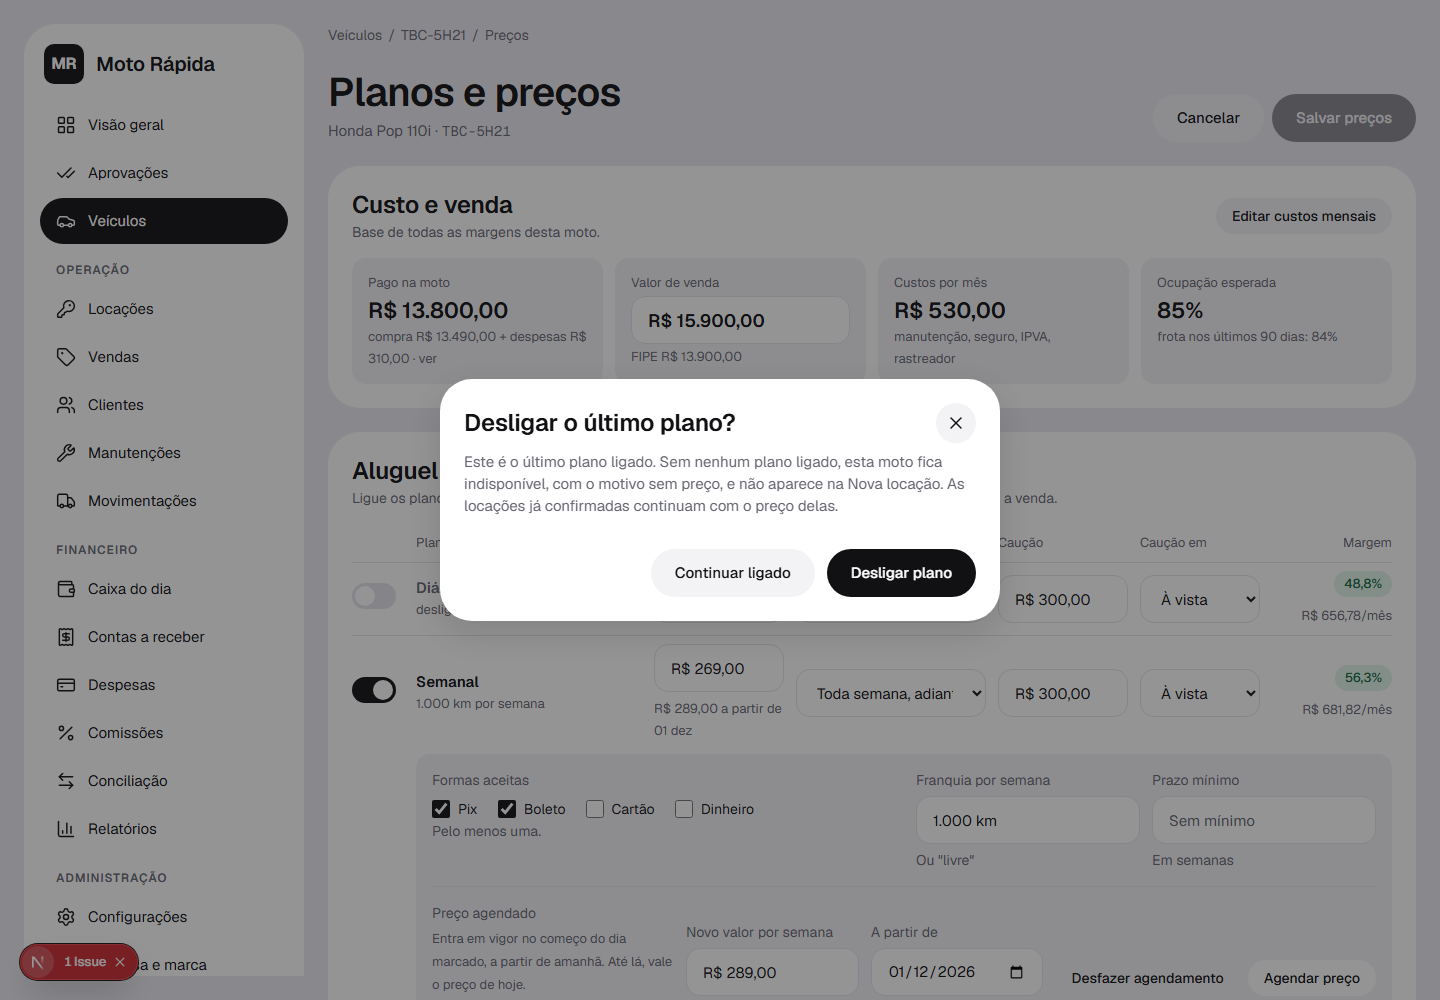 MR
Moto Rápida
Visão geral
Aprovações
Veículos
OPERAÇÃO
Locações
Vendas
Clientes
Manutenções
Movimentações
FINANCEIRO
Caixa do dia
Contas a receber
Despesas
Comissões
Conciliação
Relatórios
ADMINISTRAÇÃO
Configurações
e marca
N 1 Issue
Veículos / TBC-5H21 / Preços
Planos e preços
Honda Pop 110i · TBC-5H21
Cancelar
Salvar preços
Custo e venda
Base de todas as margens desta moto.
Editar custos mensais
Pago na moto
R$ 13.800,00
compra R$ 13.490,00 + despesas R$
310,00 · ver
Valor de venda
R$ 15.900,00
FIPE R$ 13.900,00
Custos por mês
R$ 530,00
manutenção, seguro, IPVA,
rastreador
Ocupação esperada
85%
frota nos últimos 90 dias: 84%
Desligar o último plano?
Este é o último plano ligado. Sem nenhum plano ligado, esta moto fica
indisponível, com o motivo sem preço, e não aparece na Nova locação. As
locações já confirmadas continuam com o preço delas.
Continuar ligado
Desligar plano
Aluguel
Ligue os
a venda.
Caução
Caução em
Margem
R$ 300,00
À vista
48,8%
R$ 656,78/mês
Semanal
1.000 km por semana
R$ 269,00
R$ 289,00 a partir de
01 dez
Toda semana, adian
R$ 300,00
À vista
56,3%
R$ 681,82/mês
Formas aceitas
Pix
Boleto
Cartão
Dinheiro
Pelo menos uma.
Franquia por semana
1.000 km
Ou "livre"
Prazo mínimo
Sem mínimo
Em semanas
Preço agendado
Entra em vigor no começo do dia
marcado, a partir de amanhã. Até lá, vale
o preço de hoje.
Novo valor por semana
R$ 289,00
A partir de
01/12/2026
Desfazer agendamento
Agendar preço